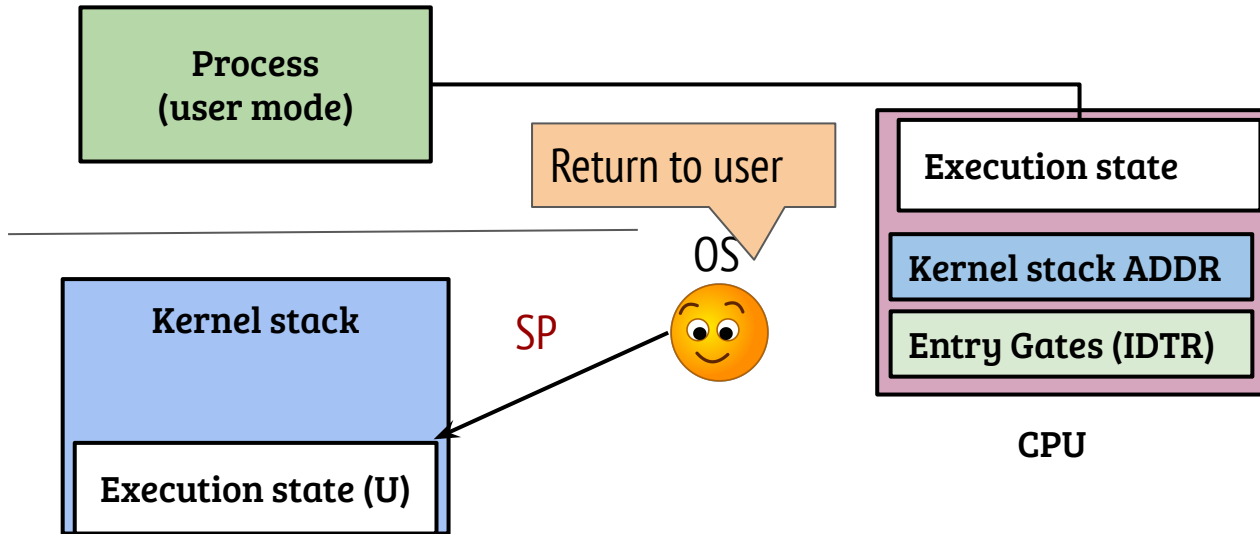 Process
(user mode)
Return to user
Execution state
OS
Kernel stack ADDR
Kernel stack
SP
Entry Gates (IDTR)
CPU
Execution state (U)